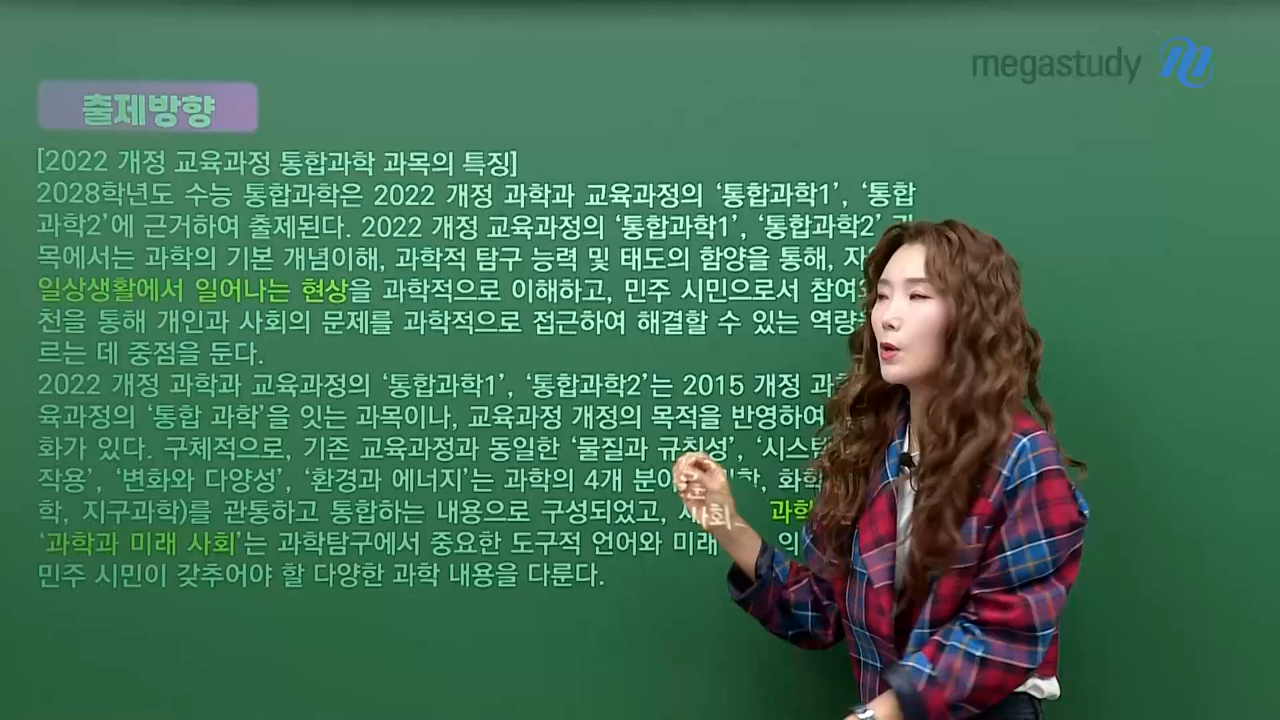 megastudy
출제방향
[2022 개정 교육과정 통합과학 과목의 특징]
2028학년도 수능 통합과학은 2022 개정 과학과 교육과정의 ‘통합과학1’, ‘통합
과학2’에 근거하여 출제된다. 2022 개정 교육과정의 ‘통합과학1’, ‘통합과학2’
목에서는 과학의 기본 개념이해, 과학적 탐구 능력 및 태도의 함양을 통해,
일상생활에서 일어나는 현상을 과학적으로 이해하고, 민주 시민으로서
천을 통해 개인과 사회의 문제를 과학적으로 접근하여 해결할 수 있는
르는 데 중점을 둔다.
2022 개정 과학과 교육과정의 ‘통합과학1’, ‘통합과학2’는 2015 개정
육과정의 ‘통합 과학’을 잇는 과목이나, 교육과정 개정의 목적을 반영하여
화가 있다. 구체적으로, 기존 교육과정과 동일한 ‘물질과 규칙성’,
작용’, ‘변화와 다양성’, ‘환경과 에너지’는 과학의 4개
학, 지구과학)를 관통하고 통합하는 내용으로 구성되었고,
‘과학과 미래 사회’는 과학탐구에서 중요한 도구적 언어와 미래 사회 의
민주 시민이 갖추어야 할 다양한 과학 내용을 다룬다.